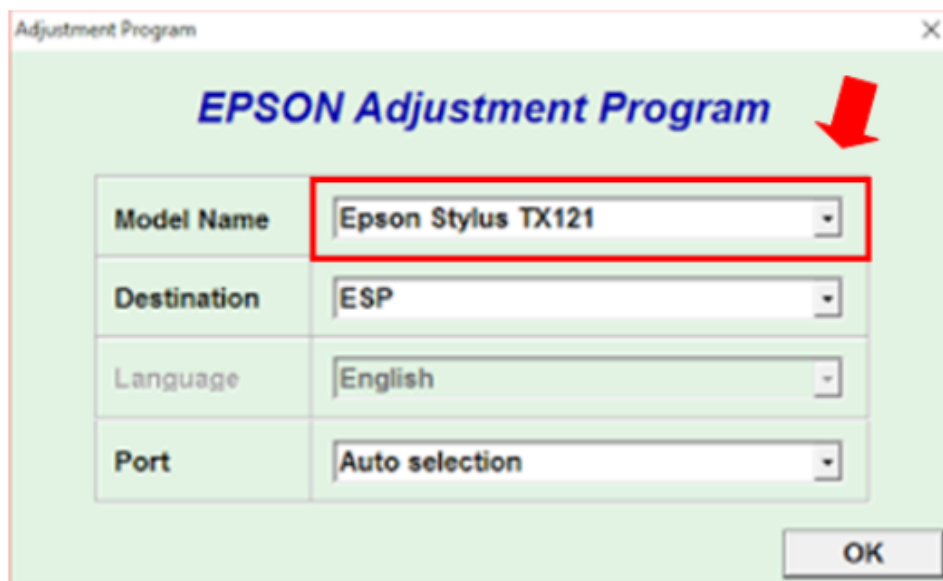 Adjustment Program
EPSON Adjustment Program
Model Name Epson Stylus TX121
Destination ESP
Language English
Port Auto selection
OK